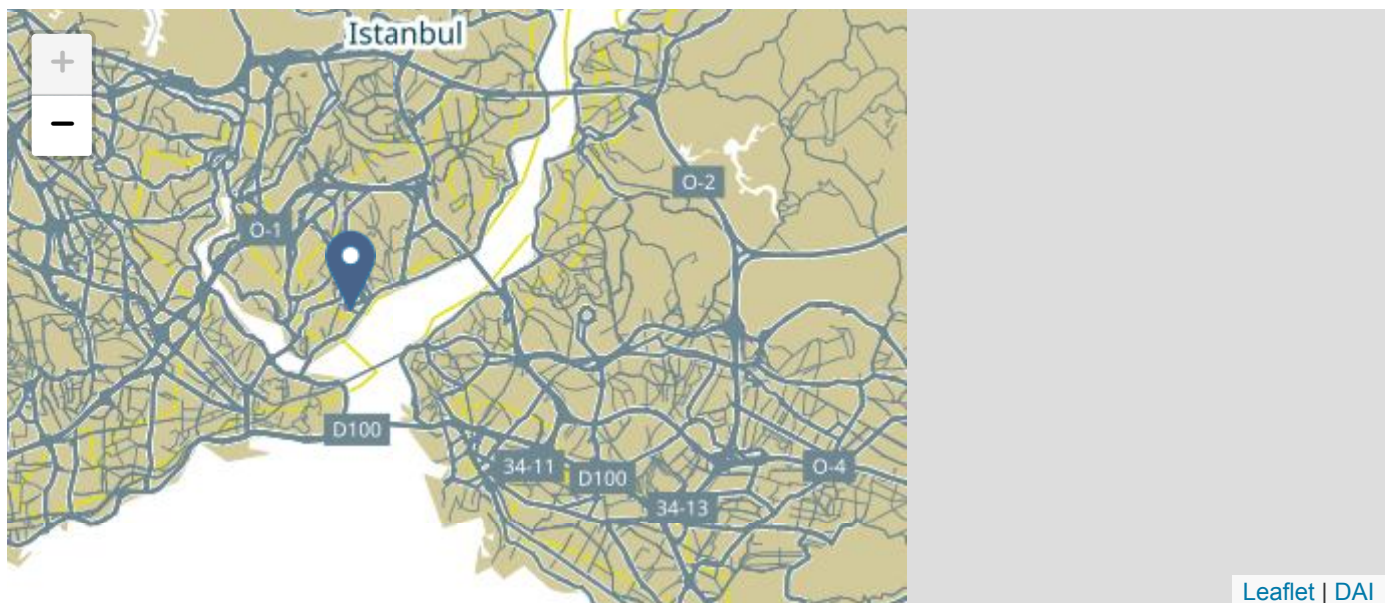 Istanbul
+
−
O-2
O-1
D100
34-11
D100
O-4
34-13
Leaflet | DAI